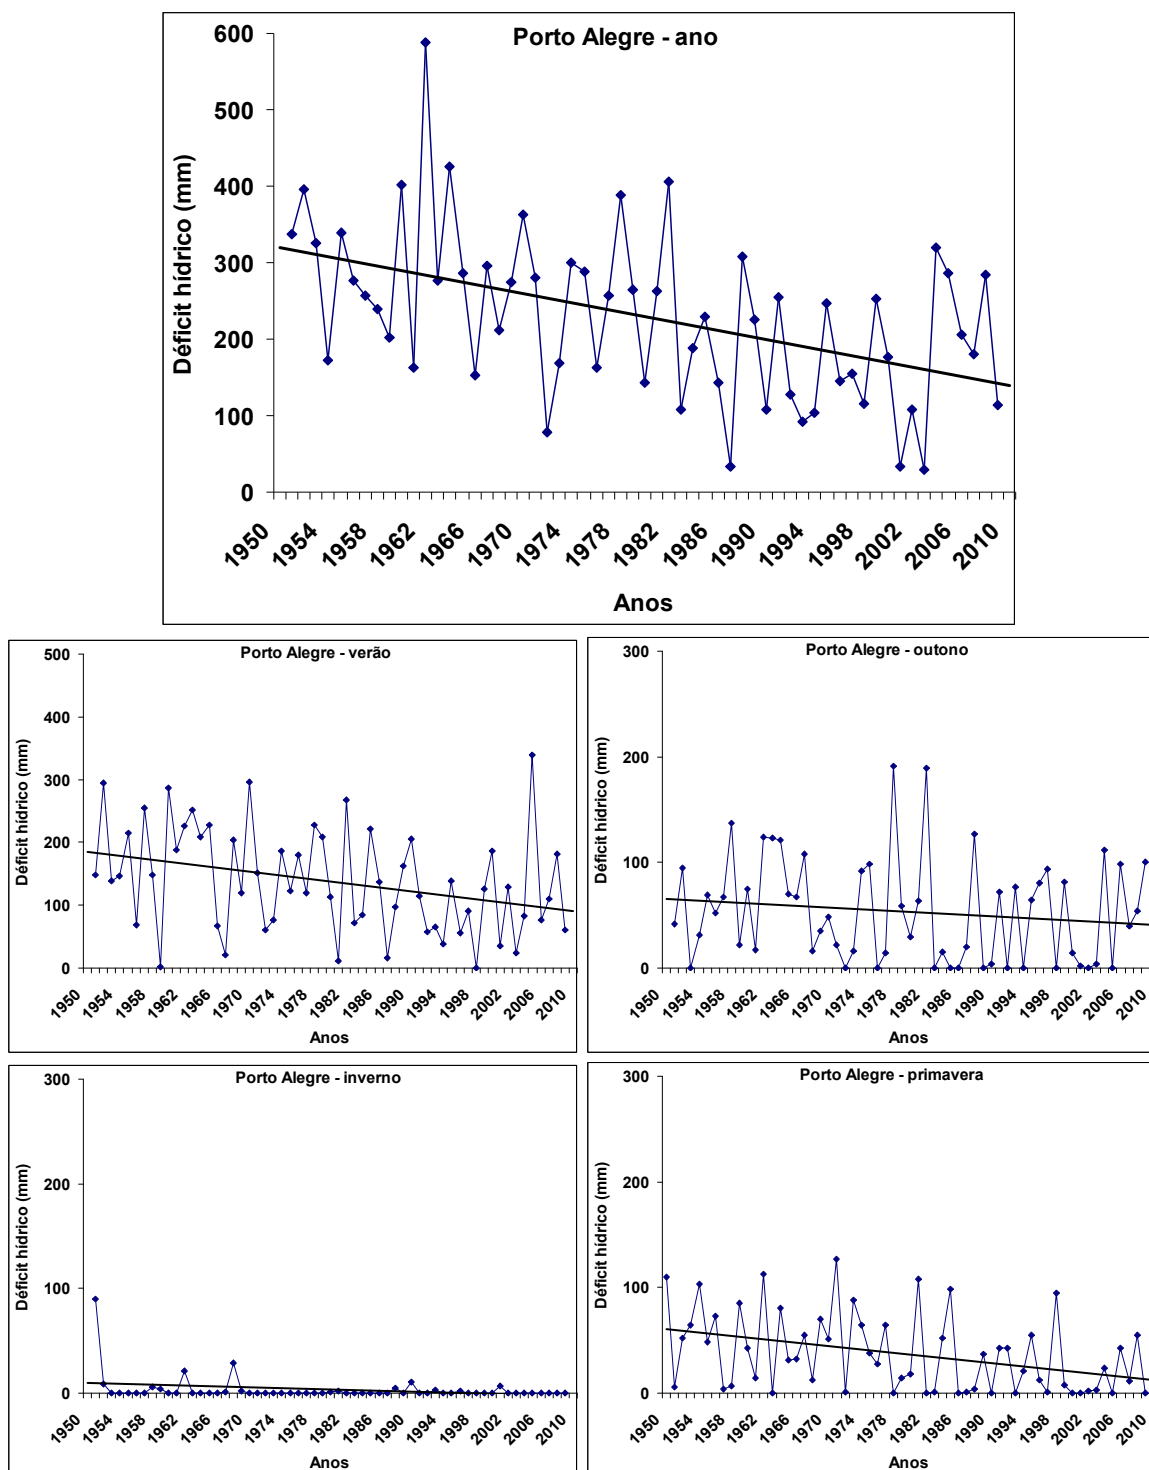 Porto Alegre - ano
Déficit hídrico (mm)
600
500
400
300
200
100
0
1950 1954 1958 1962 1966 1970 1974 1978 1982 1986 1990 1994 1998 2002 2006 2010
Anos
Porto Alegre - verão
Déficit hídrico (mm)
500
400
300
200
100
0
1950 1954 1958 1962 1966 1970 1974 1978 1982 1986 1990 1994 1998 2002 2006 2010
Anos
Porto Alegre - outono
Déficit hídrico (mm)
300
200
100
0
1950 1954 1958 1962 1966 1970 1974 1978 1982 1986 1990 1994 1998 2002 2006 2010
Anos
Porto Alegre - inverno
Déficit hídrico (mm)
300
200
100
0
1950 1954 1958 1962 1966 1970 1974 1978 1982 1986 1990 1994 1998 2002 2006 2010
Anos
Porto Alegre - primavera
Déficit hídrico (mm)
300
200
100
0
1950 1954 1958 1962 1966 1970 1974 1978 1982 1986 1990 1994 1998 2002 2006 2010
Anos